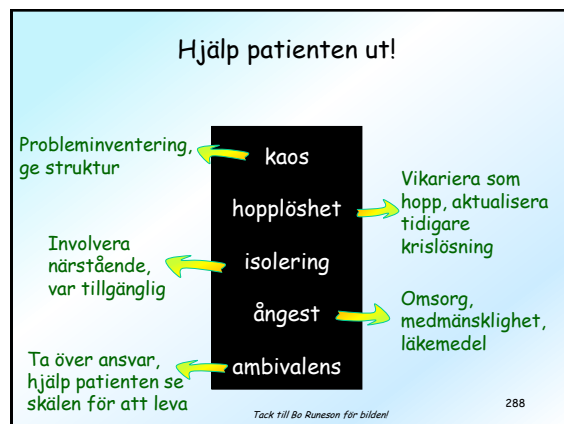 Hjälp patienten ut!
Probleminventering,
ge struktur
kaos
hopplöshet
Vikariera som
hopp, aktualisera
tidigare
krislösning
Involvera
närstående,
var tillgänglig
isolering
ångest
Omsorg,
medmänsklighet,
läkemedel
Ta över ansvar,
hjälp patienten se
skälen för att leva
ambivalens
Tack till Bo Runeson för bilden!
288